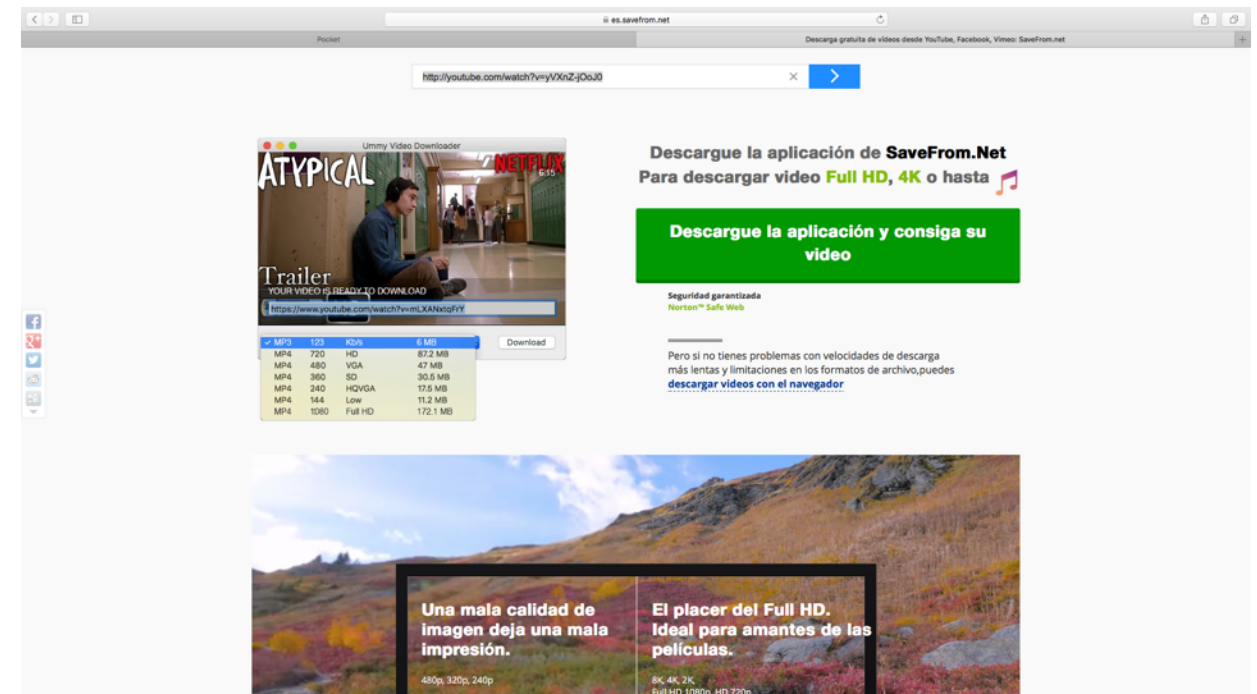 es.savefrom.net
Pocket
Descarga gratuita de vídeos desde YouTube, Facebook, Vimeo: SaveFrom.net
http://youtube.com/watch?v=yVXnZ-jOoJ0
Ummy Video Downloader
ATYPICAL
NETFLIX
6:15
Trailer
YOUR VIDEO IS READY TO DOWNLOAD
https://www.youtube.com/watch?v=mLXANxtqFrY
MP3 123 Kb/s 6 MB
Download
MP4 720 HD 87.2 MB
MP4 480 VGA 47 MB
MP4 360 SD 30.5 MB
MP4 240 HQVGA 17.5 MB
MP4 144 Low 11.2 MB
MP4 1080 Full HD 172.1 MB
Descargue la aplicación de SaveFrom.Net
Para descargar video Full HD, 4K o hasta
Descargue la aplicación y consiga su
video
Seguridad garantizada
Norton™ Safe Web
Pero si no tienes problemas con velocidades de descarga
más lentas y limitaciones en los formatos de archivo,puedes
descargar vídeos con el navegador
Una mala calidad de
imagen deja una mala
impresión.
480p, 320p, 240p
El placer del Full HD.
Ideal para amantes de las
películas.
8K, 4K, 2K,
Full HD 1080p, HD 720p